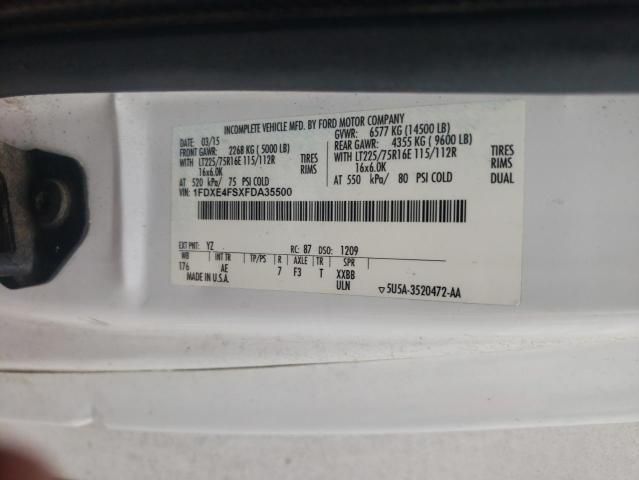 INCOMPLETE VEHICLE MFD. BY FORD MOTOR COMPANY
DATE: 03/15 GVWR: 6577 KG (14500 LB)
FRONT GAWR: 2268 KG (5000 LB) REAR GAWR: 4355 KG (9600 LB)
WITH LT225/75R16E 115/112R TIRES WITH LT225/75R16E 115/112R TIRES
16x6.0K RIMS 16x6.0K RIMS
AT 520 kPa/ 75 PSI COLD AT 550 kPa/ 80 PSI COLD DUAL
VIN: 1FDXE4FSXFDA35500
EXT PNT: YZ RC: 87 DSO: 1209
WB INT TR TP/PS R AXLE TR SPR
176 AE 7 F3 T XXBB
MADE IN U.S.A. ULN ▽5U5A-3520472-AA